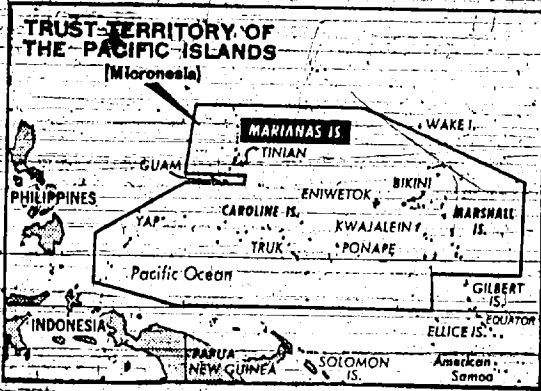 TRUST TERRITORY OF
THE PACIFIC ISLANDS
[Micronesia]
MARIANAS IS.
WAKE I.
TINIAN
GUAM
PHILIPPINES
BIKINI
ENIWETOK
CAROLINE IS.
MARSHALL
IS.
YAP
KWAJALEIN
TRUK
PONAPE
Pacific Ocean
GILBERT
IS.
EQUATOR
INDONESIA
ELLICE IS.
PAPUA
NEW GUINEA
SOLOMON
IS.
American
Samoa